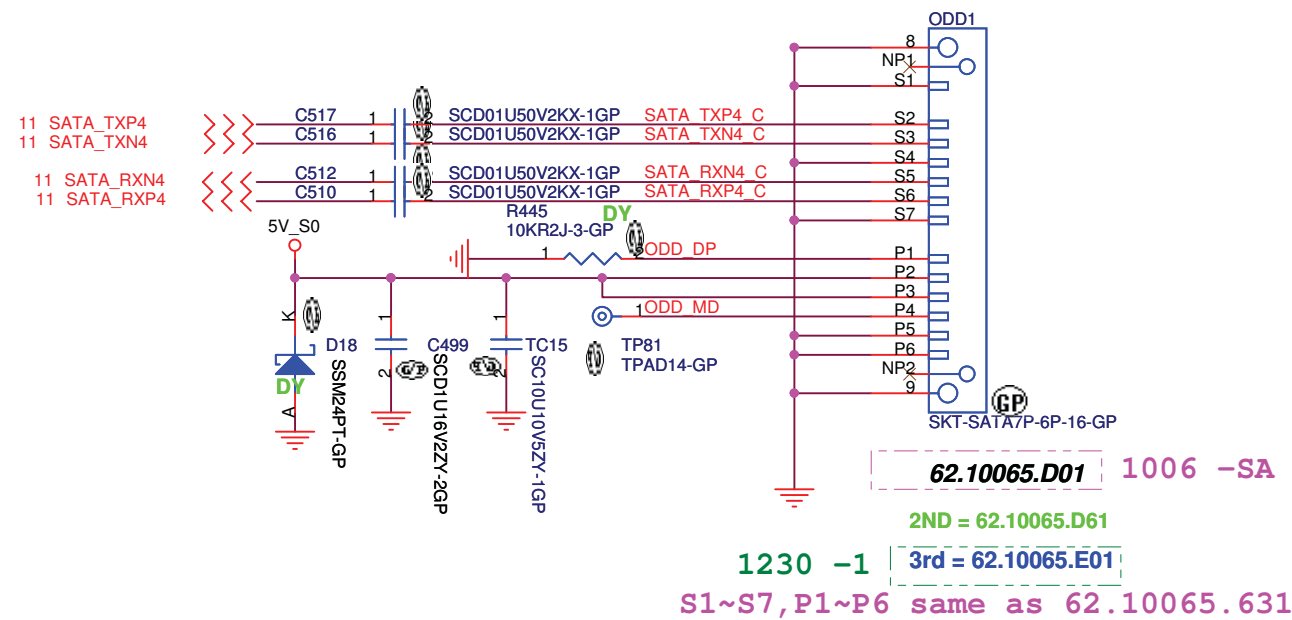 ODD1
8
NP1
S1
C517 1 2 SCD01U50V2KX-1GP SATA_TXP4_C S2
11 SATA_TXP4
C516 1 2 SCD01U50V2KX-1GP SATA_TXN4_C S3
11 SATA_TXN4
S4
C512 1 2 SCD01U50V2KX-1GP SATA_RXN4_C S5
11 SATA_RXN4
C510 1 2 SCD01U50V2KX-1GP SATA_RXP4_C S6
11 SATA_RXP4
R445 DY S7
5V_S0 10KR2J-3-GP
1 2 ODD_DP P1
P2
P3
1 ODD_MD P4
K 1 1
P5
D18 C499 TC15 TP81
P6
TPAD14-GP
NP2
2 GP 2
DY
9
A
GP
SSM24PT-GP
SCD1U16V2ZY-2GP
SC10U10V5ZY-1GP
SKT-SATA7P-6P-16-GP
62.10065.D01 1006 -SA
2ND = 62.10065.D61
1230 -1 3rd = 62.10065.E01
S1~S7,P1~P6 same as 62.10065.631